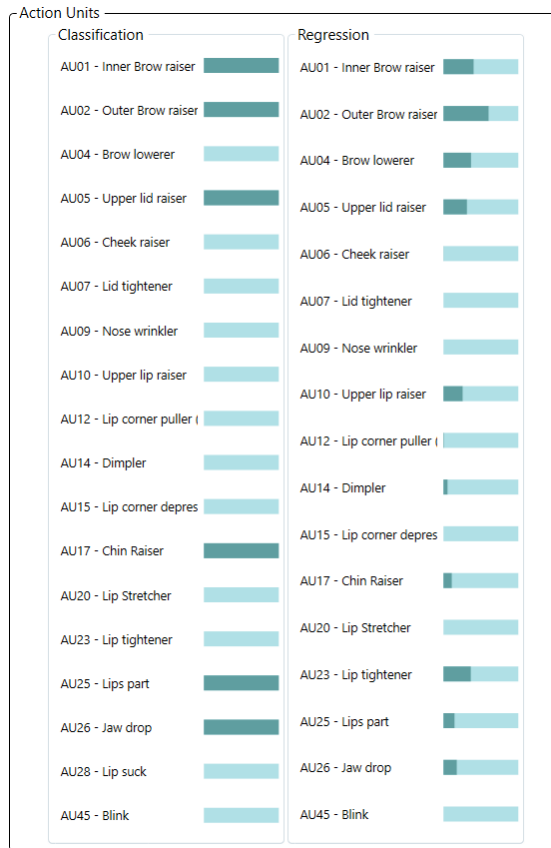 Action Units
Classification
AU01 - Inner Brow raiser
AU02 - Outer Brow raiser
AU04 - Brow lowerer
AU05 - Upper lid raiser
AU06 - Cheek raiser
AU07 - Lid tightener
AU09 - Nose wrinkler
AU10 - Upper lip raiser
AU12 - Lip corner puller (
AU14 - Dimpler
AU15 - Lip corner depres
AU17 - Chin Raiser
AU20 - Lip Stretcher
AU23 - Lip tightener
AU25 - Lips part
AU26 - Jaw drop
AU28 - Lip suck
AU45 - Blink
Regression
AU01 - Inner Brow raiser
AU02 - Outer Brow raiser
AU04 - Brow lowerer
AU05 - Upper lid raiser
AU06 - Cheek raiser
AU07 - Lid tightener
AU09 - Nose wrinkler
AU10 - Upper lip raiser
AU12 - Lip corner puller (
AU14 - Dimpler
AU15 - Lip corner depres
AU17 - Chin Raiser
AU20 - Lip Stretcher
AU23 - Lip tightener
AU25 - Lips part
AU26 - Jaw drop
AU45 - Blink